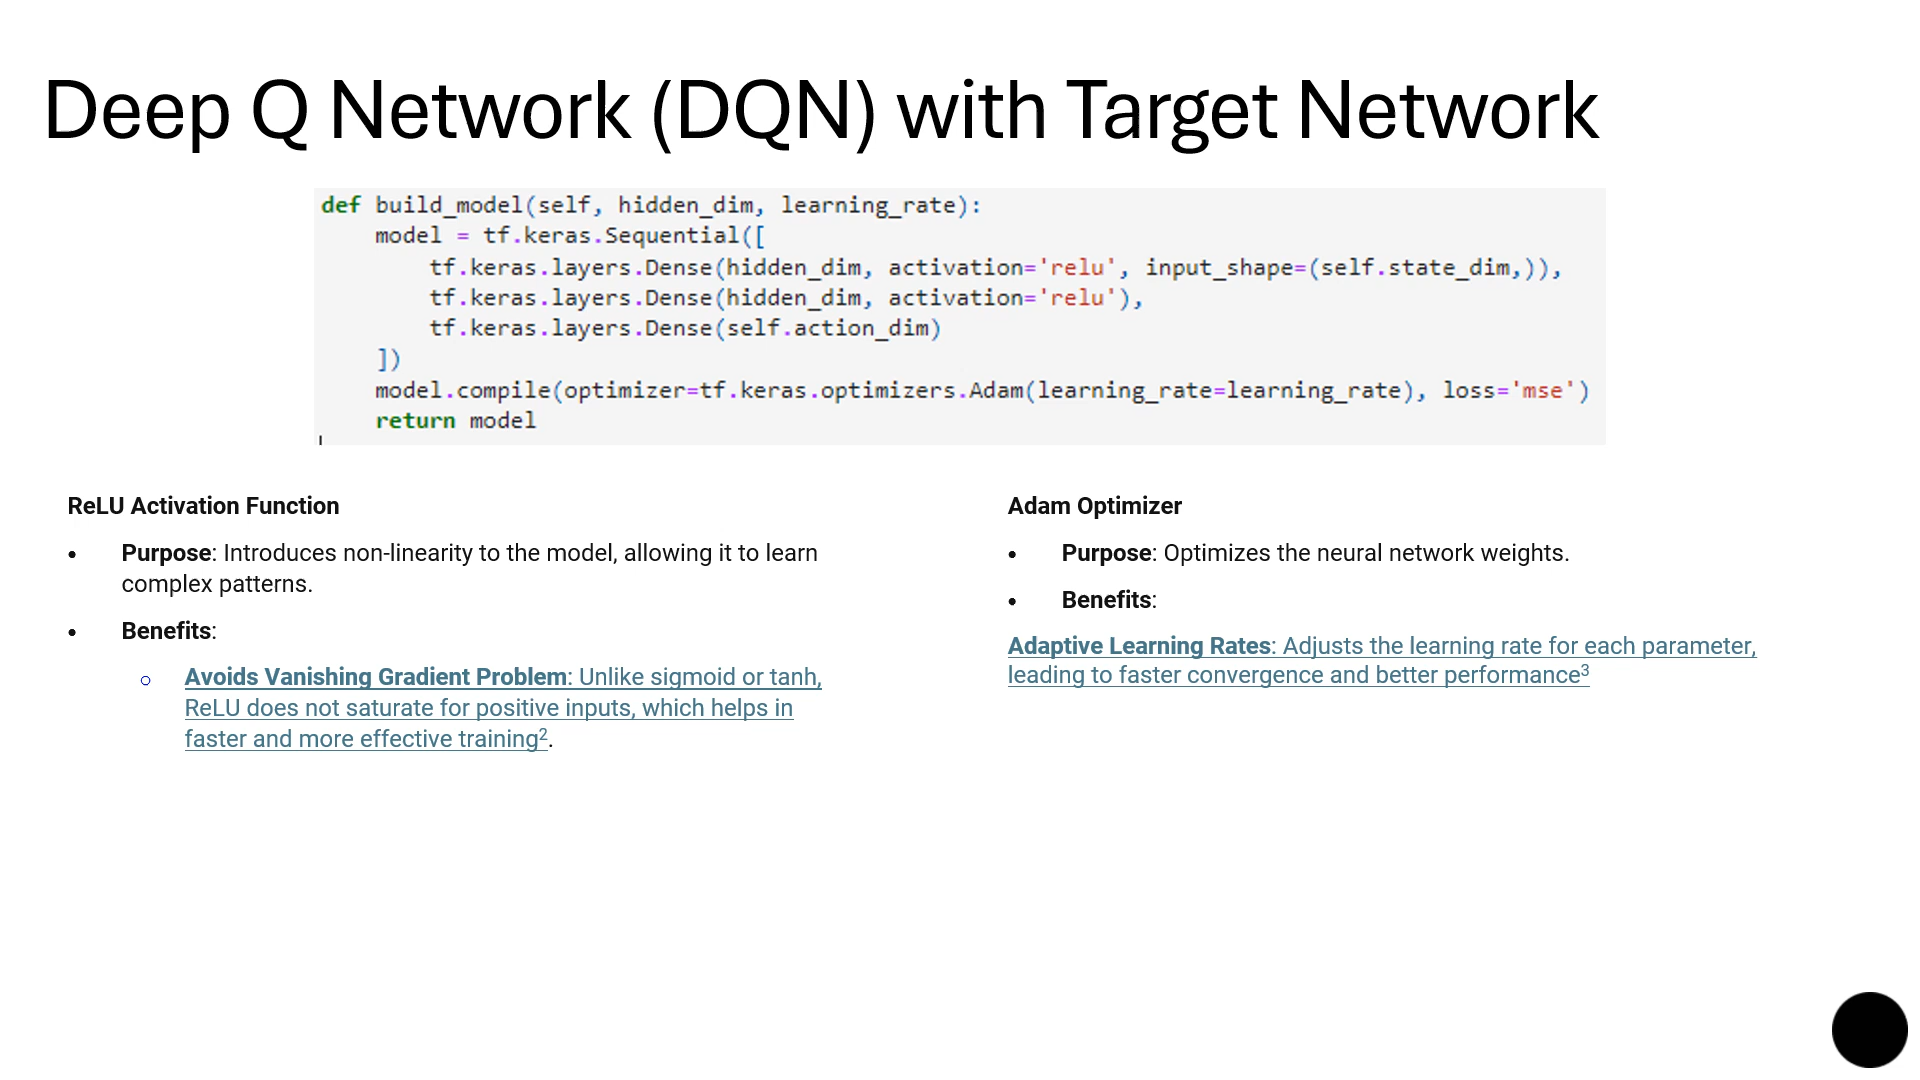 Deep Q Network (DQN) with Target Network
def build_model(self, hidden_dim, learning_rate):
    model = tf.keras.Sequential([
        tf.keras.layers.Dense(hidden_dim, activation='relu', input_shape=(self.state_dim,)),
        tf.keras.layers.Dense(hidden_dim, activation='relu'),
        tf.keras.layers.Dense(self.action_dim)
    ])
    model.compile(optimizer=tf.keras.optimizers.Adam(learning_rate=learning_rate), loss='mse')
    return model
ReLU Activation Function
• Purpose: Introduces non-linearity to the model, allowing it to learn
complex patterns.
• Benefits:
○ Avoids Vanishing Gradient Problem: Unlike sigmoid or tanh,
ReLU does not saturate for positive inputs, which helps in
faster and more effective training².
Adam Optimizer
• Purpose: Optimizes the neural network weights.
• Benefits:
Adaptive Learning Rates: Adjusts the learning rate for each parameter,
leading to faster convergence and better performance³